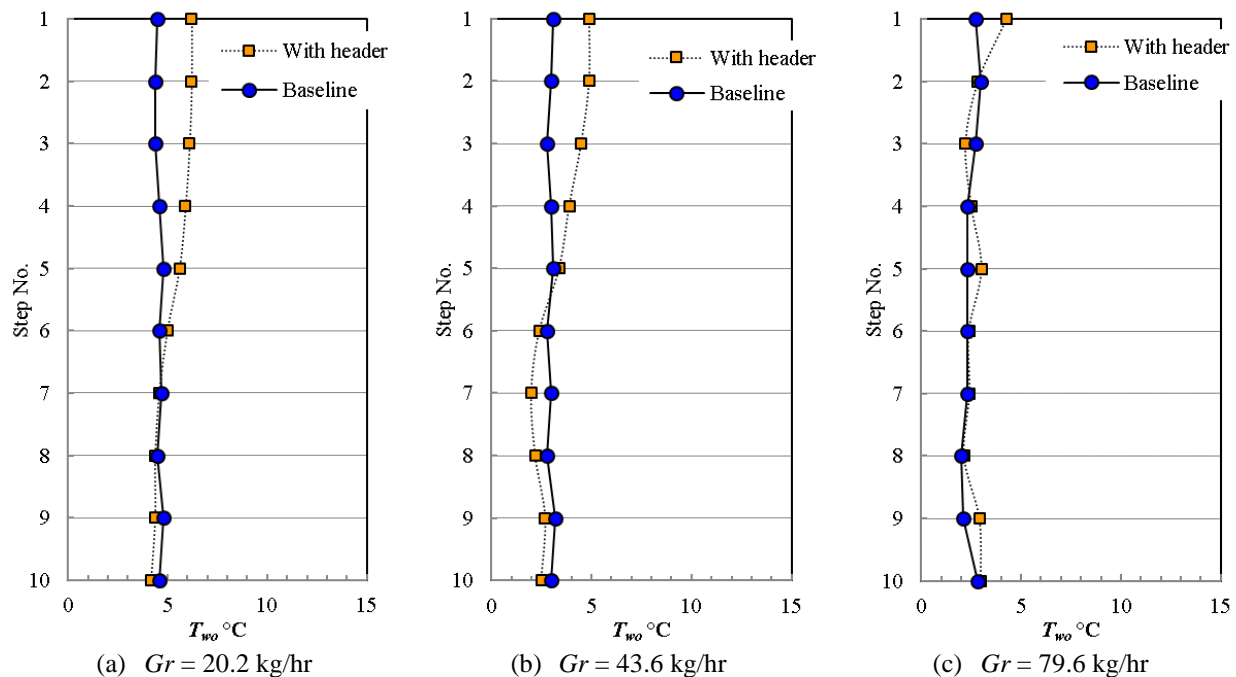 With header
Baseline
1
2
3
4
5
6
7
8
9
10
Step No.
0
5
10
15
Two °C
(a) Gr = 20.2 kg/hr
With header
Baseline
1
2
3
4
5
6
7
8
9
10
Step No.
0
5
10
15
Two °C
(b) Gr = 43.6 kg/hr
With header
Baseline
1
2
3
4
5
6
7
8
9
10
Step No.
0
5
10
15
Two °C
(c) Gr = 79.6 kg/hr